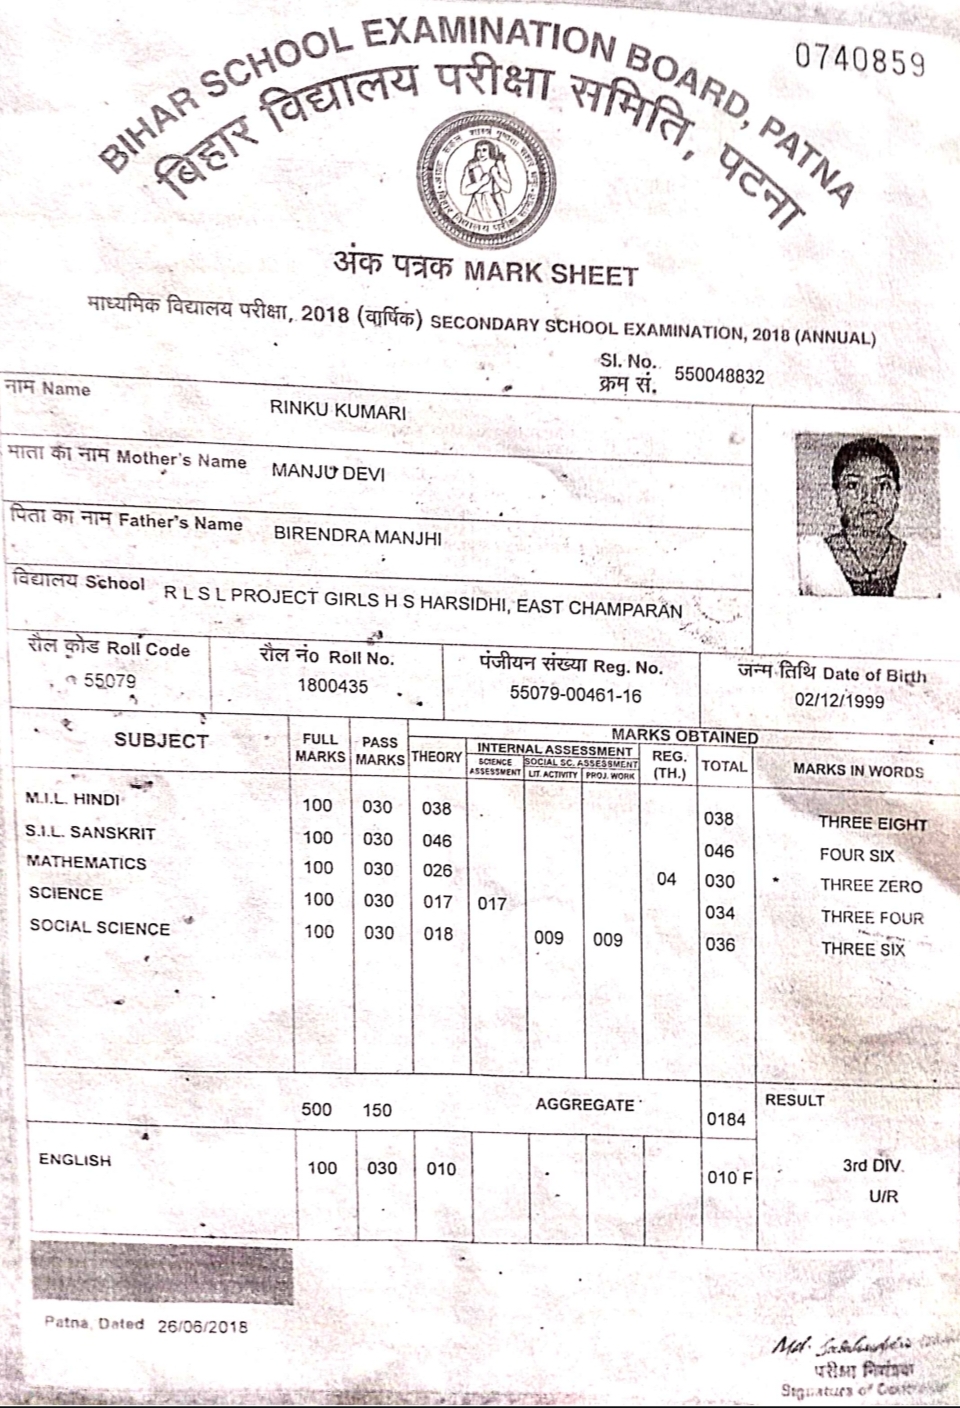 0740859
BIHAR SCHOOL EXAMINATION BOARD, PATNA
बिहार विद्यालय परीक्षा समिति, पटना
अंक पत्रक MARK SHEET
माध्यमिक विद्यालय परीक्षा, 2018 (वार्षिक) SECONDARY SCHOOL EXAMINATION, 2018 (ANNUAL)
Sl. No. क्रम सं. 550048832
नाम Name RINKU KUMARI
माता का नाम Mother's Name MANJU DEVI
पिता का नाम Father's Name BIRENDRA MANJHI
विद्यालय School R L S L PROJECT GIRLS H S HARSIDHI, EAST CHAMPARAN
रौल कोड Roll Code रौल नं० Roll No. पंजीयन संख्या Reg. No. जन्म तिथि Date of Birth
55079 1800435 55079-00461-16 02/12/1999
MARKS OBTAINED
SUBJECT FULL MARKS PASS MARKS THEORY INTERNAL ASSESSMENT REG. (TH.) TOTAL MARKS IN WORDS
SCIENCE ASSESSMENT SOCIAL SC. ASSESSMENT
LIT. ACTIVITY PROJ. WORK
M.I.L. HINDI 100 030 038 038 THREE EIGHT
S.I.L. SANSKRIT 100 030 046 046 FOUR SIX
MATHEMATICS 100 030 026 04 030 THREE ZERO
SCIENCE 100 030 017 017 034 THREE FOUR
SOCIAL SCIENCE 100 030 018 009 009 036 THREE SIX
500 150 AGGREGATE 0184 RESULT
ENGLISH 100 030 010 010 F 3rd DIV.
U/R
Patna, Dated 26/06/2018
Md.
परीक्षा नियंत्रक
Signature of